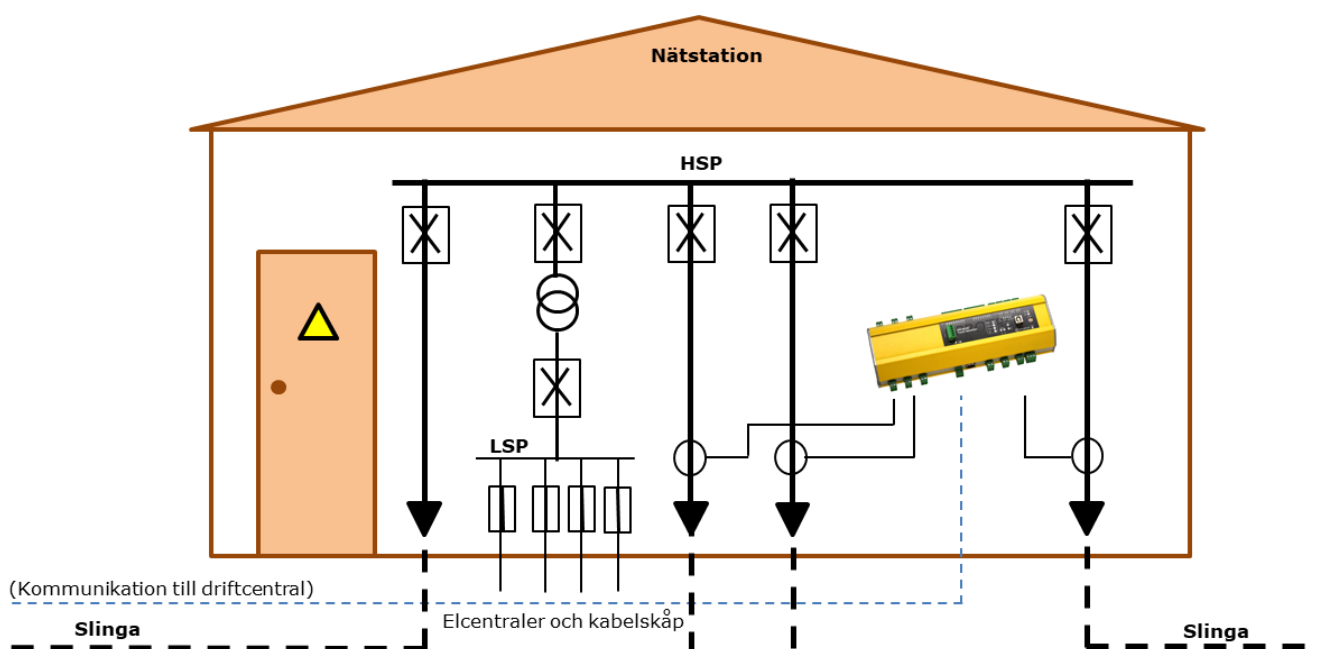 Nätstation
HSP
LSP
(Kommunikation till driftcentral)
Elcentraler och kabelskåp
Slinga
Slinga